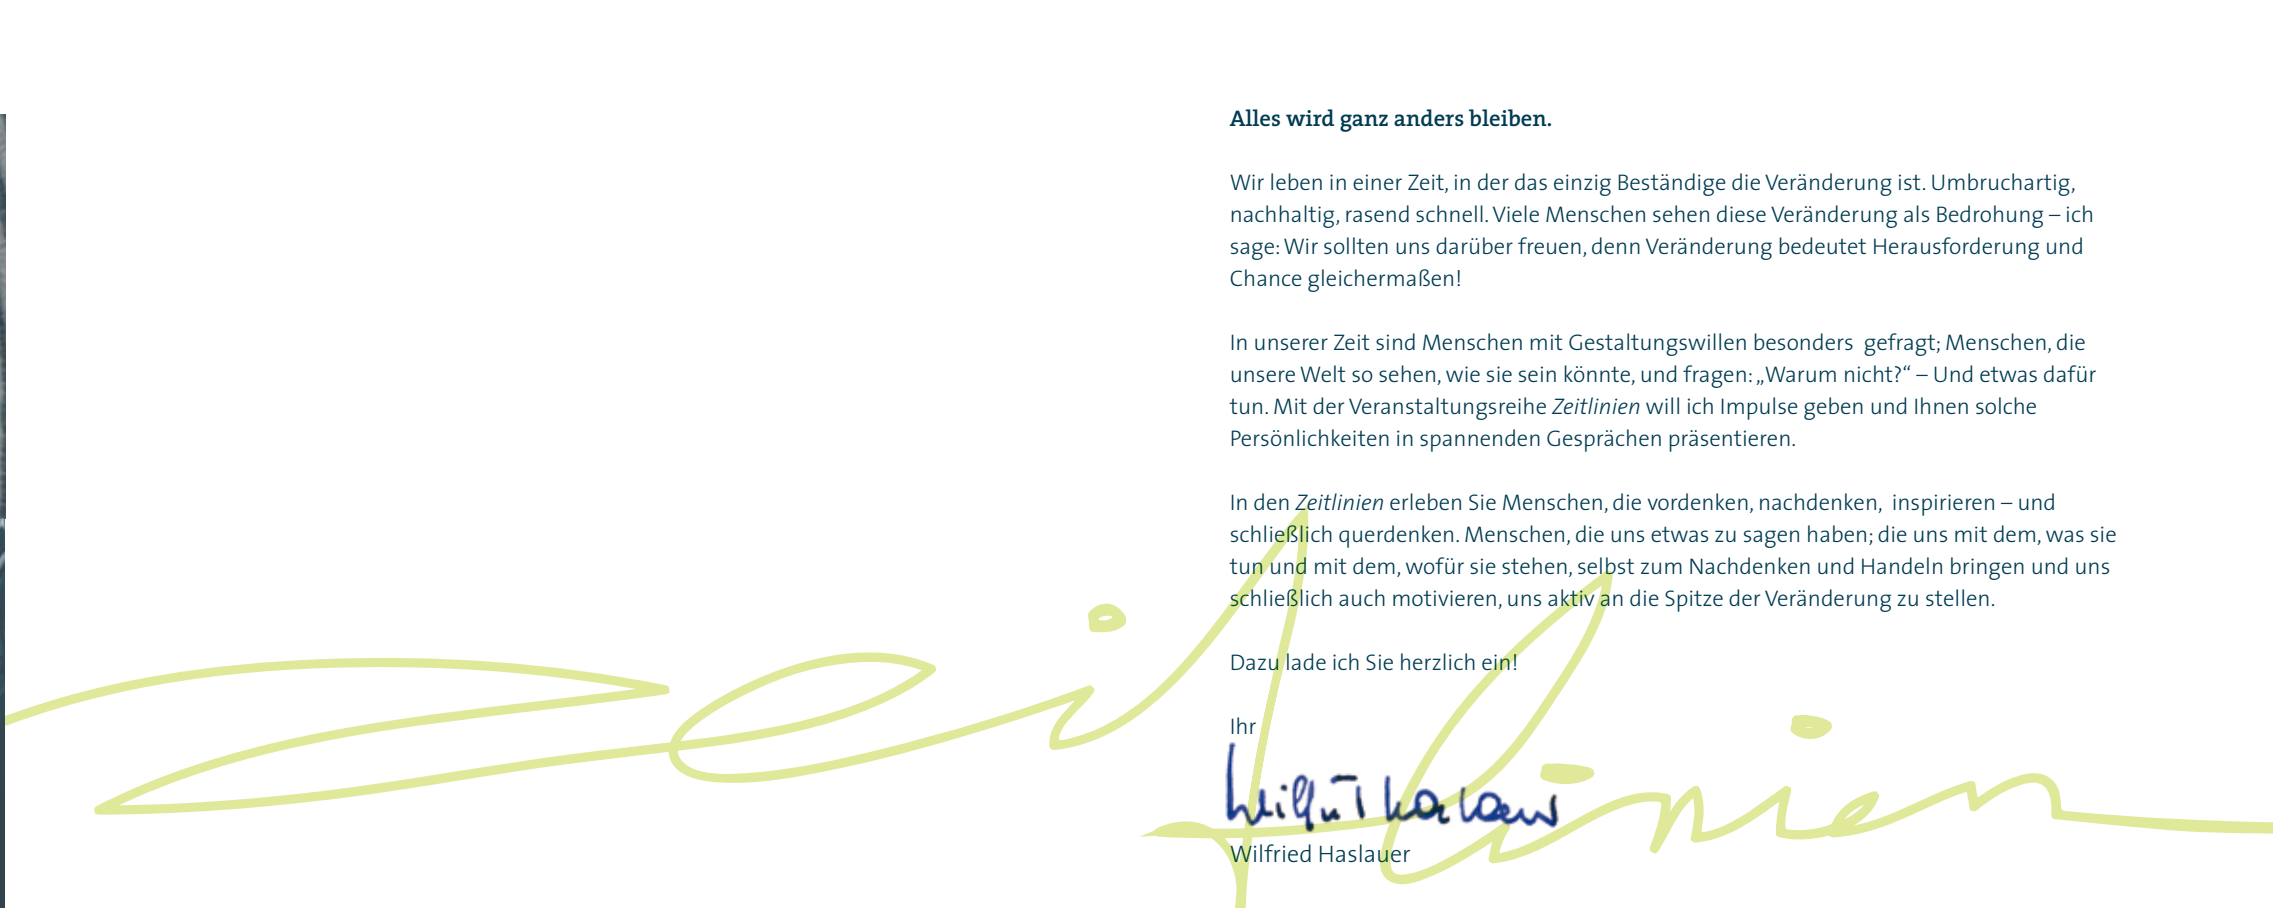 Alles wird ganz anders bleiben.
Wir leben in einer Zeit, in der das einzig Beständige die Veränderung ist. Umbruchartig,
nachhaltig, rasend schnell. Viele Menschen sehen diese Veränderung als Bedrohung – ich
sage: Wir sollten uns darüber freuen, denn Veränderung bedeutet Herausforderung und
Chance gleichermaßen!
In unserer Zeit sind Menschen mit Gestaltungswillen besonders gefragt; Menschen, die
unsere Welt so sehen, wie sie sein könnte, und fragen: „Warum nicht?“ – Und etwas dafür
tun. Mit der Veranstaltungsreihe Zeitlinien will ich Impulse geben und Ihnen solche
Persönlichkeiten in spannenden Gesprächen präsentieren.
In den Zeitlinien erleben Sie Menschen, die vordenken, nachdenken, inspirieren – und
schließlich querdenken. Menschen, die uns etwas zu sagen haben; die uns mit dem, was sie
tun und mit dem, wofür sie stehen, selbst zum Nachdenken und Handeln bringen und uns
schließlich auch motivieren, uns aktiv an die Spitze der Veränderung zu stellen.
Dazu lade ich Sie herzlich ein!
Ihr
Wilfried Haslauer
Wilfried Haslauer
zeitlinien